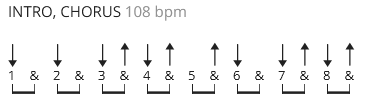 INTRO, CHORUS 108 bpm
1 & 2 & 3 & 4 & 5 & 6 & 7 & 8 &